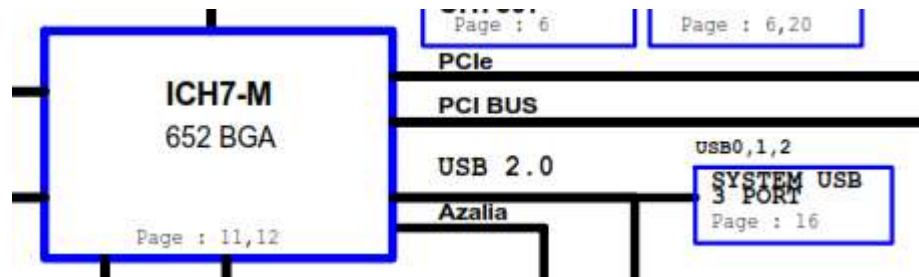 Page : 6
Page : 6,20
PCIe
ICH7-M
PCI BUS
652 BGA
USB0,1,2
USB 2.0
SYSTEM USB
3 PORT
Azalia
Page : 16
Page : 11,12